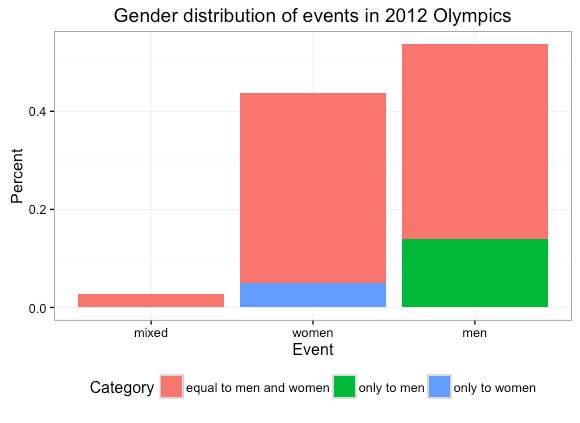 Gender distribution of events in 2012 Olympics
Percent
0.4
0.2
0.0
mixed women men
Event
Category equal to men and women only to men only to women